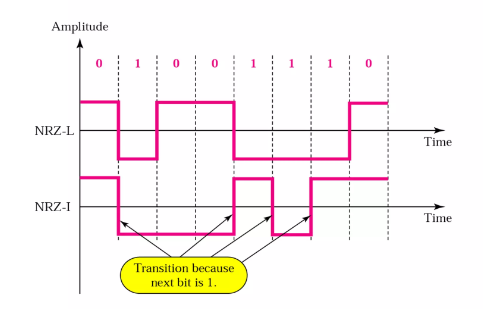 Amplitude
0 1 0 0 1 1 1 0
NRZ-L
Time
NRZ-I
Time
Transition because
next bit is 1.